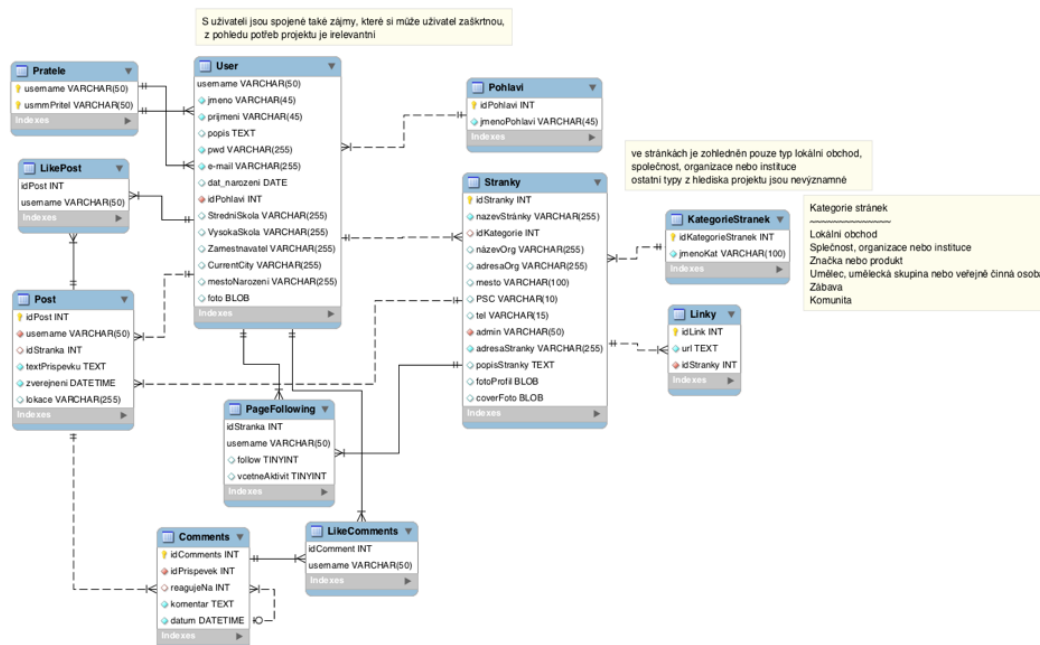 S uživateli jsou spojené také zájmy, které si může uživatel zaškrtnou,
z pohledu potřeb projektu je irelevantní
Pratele
username VARCHAR(50)
usrnmPritel VARCHAR(50)
Indexes
User
username VARCHAR(50)
jmeno VARCHAR(45)
prijmeni VARCHAR(45)
popis TEXT
pwd VARCHAR(255)
e-mail VARCHAR(255)
dat_narozeni DATE
idPohlavi INT
StredniSkola VARCHAR(255)
VysokaSkola VARCHAR(255)
Zamestnavatel VARCHAR(255)
CurrentCity VARCHAR(255)
mestoNarozeni VARCHAR(255)
foto BLOB
Indexes
Pohlavi
idPohlavi INT
jmenoPohlavi VARCHAR(45)
Indexes
LikePost
idPost INT
username VARCHAR(50)
Indexes
ve stránkách je zohledněn pouze typ lokální obchod,
společnost, organizace nebo instituce
ostatní typy z hlediska projektu jsou nevýznamné
Stranky
idStranky INT
nazevStránky VARCHAR(255)
idKategorie INT
názevOrg VARCHAR(255)
adresaOrg VARCHAR(255)
mesto VARCHAR(100)
PSC VARCHAR(10)
tel VARCHAR(15)
admin VARCHAR(50)
adresaStranky VARCHAR(255)
popisStranky TEXT
fotoProfil BLOB
coverFoto BLOB
Indexes
KategorieStranek
idKategorieStranek INT
jmenoKat VARCHAR(100)
Indexes
Kategorie stránek
~~~~~~~~~~~~~~
Lokální obchod
Splečnost, organizace nebo instituce
Značka nebo produkt
Umělec, umělecká skupina nebo veřejně činná osoba
Zábava
Komunita
Post
idPost INT
username VARCHAR(50)
idStranka INT
textPrispevku TEXT
zverejneni DATETIME
lokace VARCHAR(255)
Indexes
Linky
idLink INT
url TEXT
idStranky INT
Indexes
PageFollowing
idStranka INT
username VARCHAR(50)
follow TINYINT
vcetneAktivit TINYINT
Indexes
Comments
idComments INT
idPrispevek INT
reagujeNa INT
komentar TEXT
datum DATETIME
Indexes
LikeComments
idComment INT
username VARCHAR(50)
Indexes